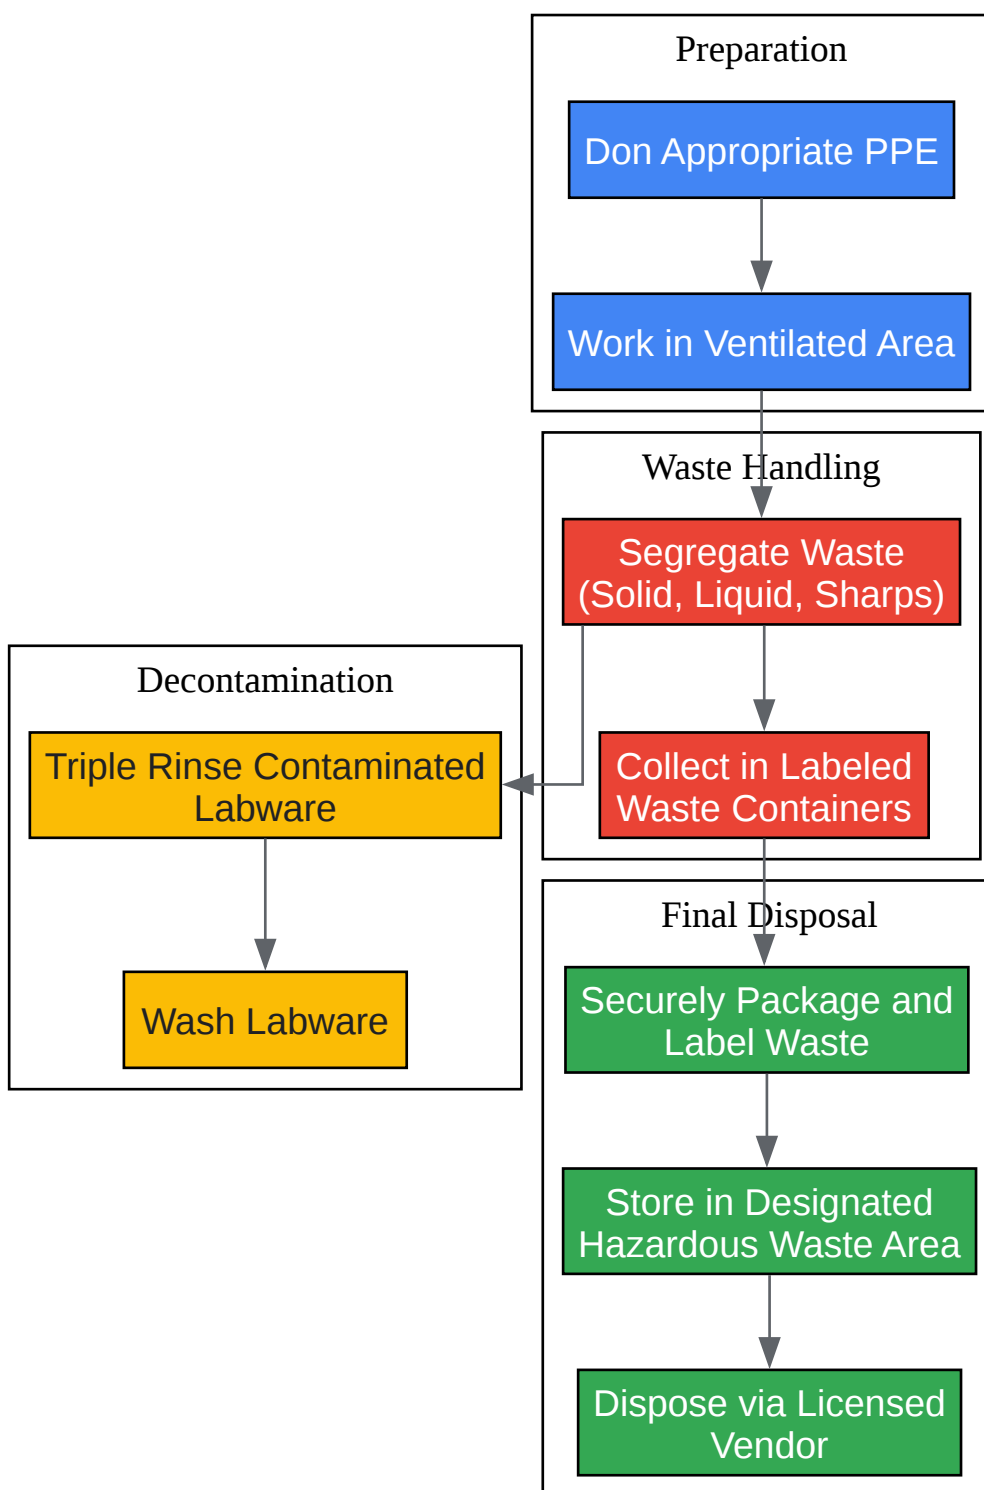 Preparation
Don Appropriate PPE
Work in Ventilated Area
Waste Handling
Segregate Waste
(Solid, Liquid, Sharps)
Collect in Labeled
Waste Containers
Decontamination
Triple Rinse Contaminated
Labware
Wash Labware
Final Disposal
Securely Package and
Label Waste
Store in Designated
Hazardous Waste Area
Dispose via Licensed
Vendor